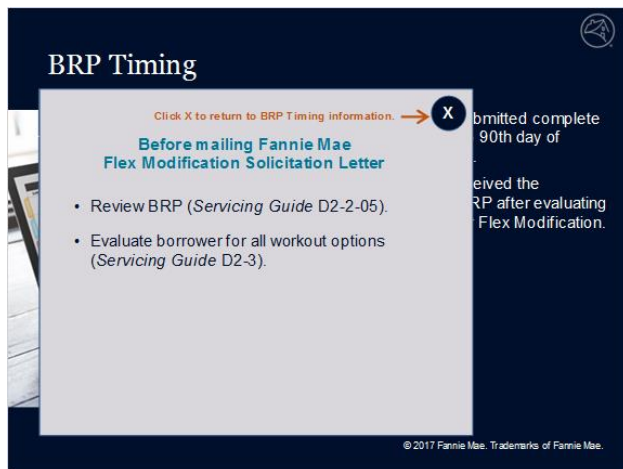 BRP Timing
Click X to return to BRP Timing information.
X
Before mailing Fannie Mae
Flex Modification Solicitation Letter
• Review BRP (Servicing Guide D2-2-05).
• Evaluate borrower for all workout options
(Servicing Guide D2-3).
complete
90th day of
the
RP after evaluating
Flex Modification.
© 2017 Fannie Mae. Trademarks of Fannie Mae.